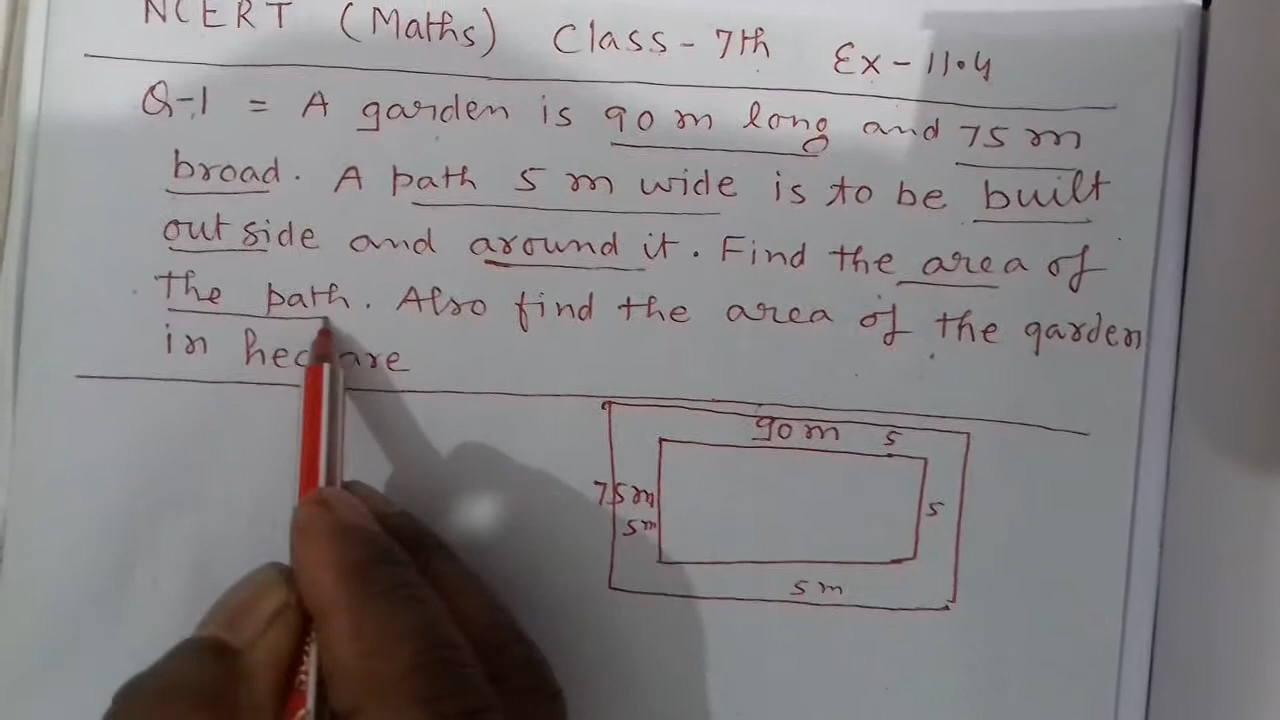 NCERT (Maths) Class - 7th Ex - 11.4
Q-1 = A garden is 90 m long and 75 m
broad. A path 5 m wide is to be built
outside and around it. Find the area of
the path. Also find the area of the garden
in hectare
90 m 5
75 m
5 m
5
5 m